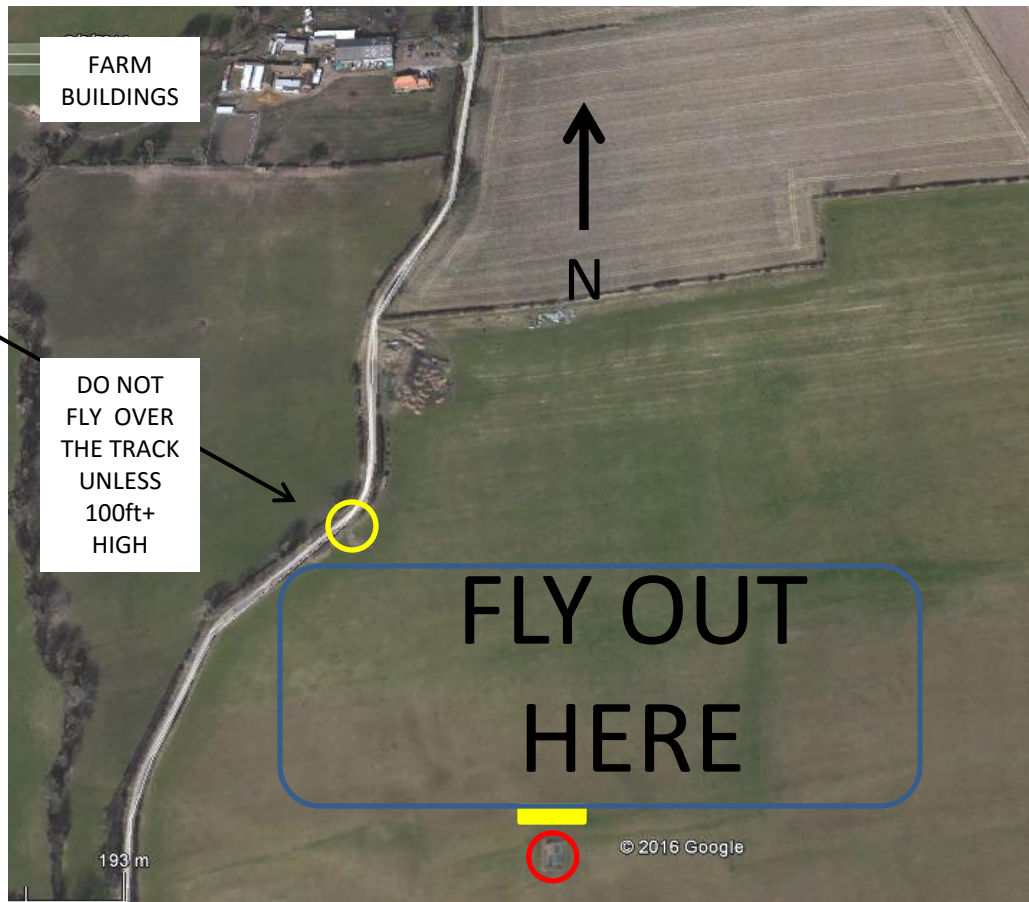 FARM
BUILDINGS
N
DO NOT
FLY OVER
THE TRACK
UNLESS
100ft+
HIGH
FLY OUT
HERE
© 2016 Google
193 m